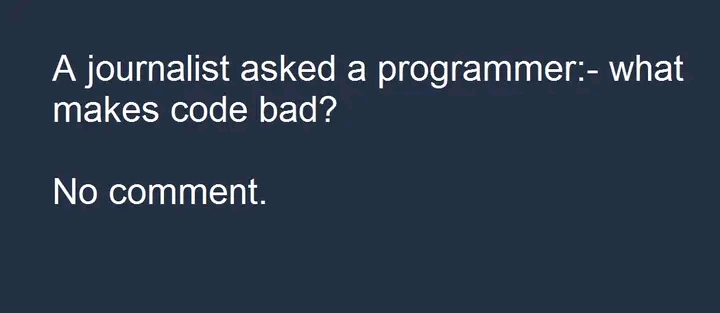 A journalist asked a programmer:- what
makes code bad?
No comment.